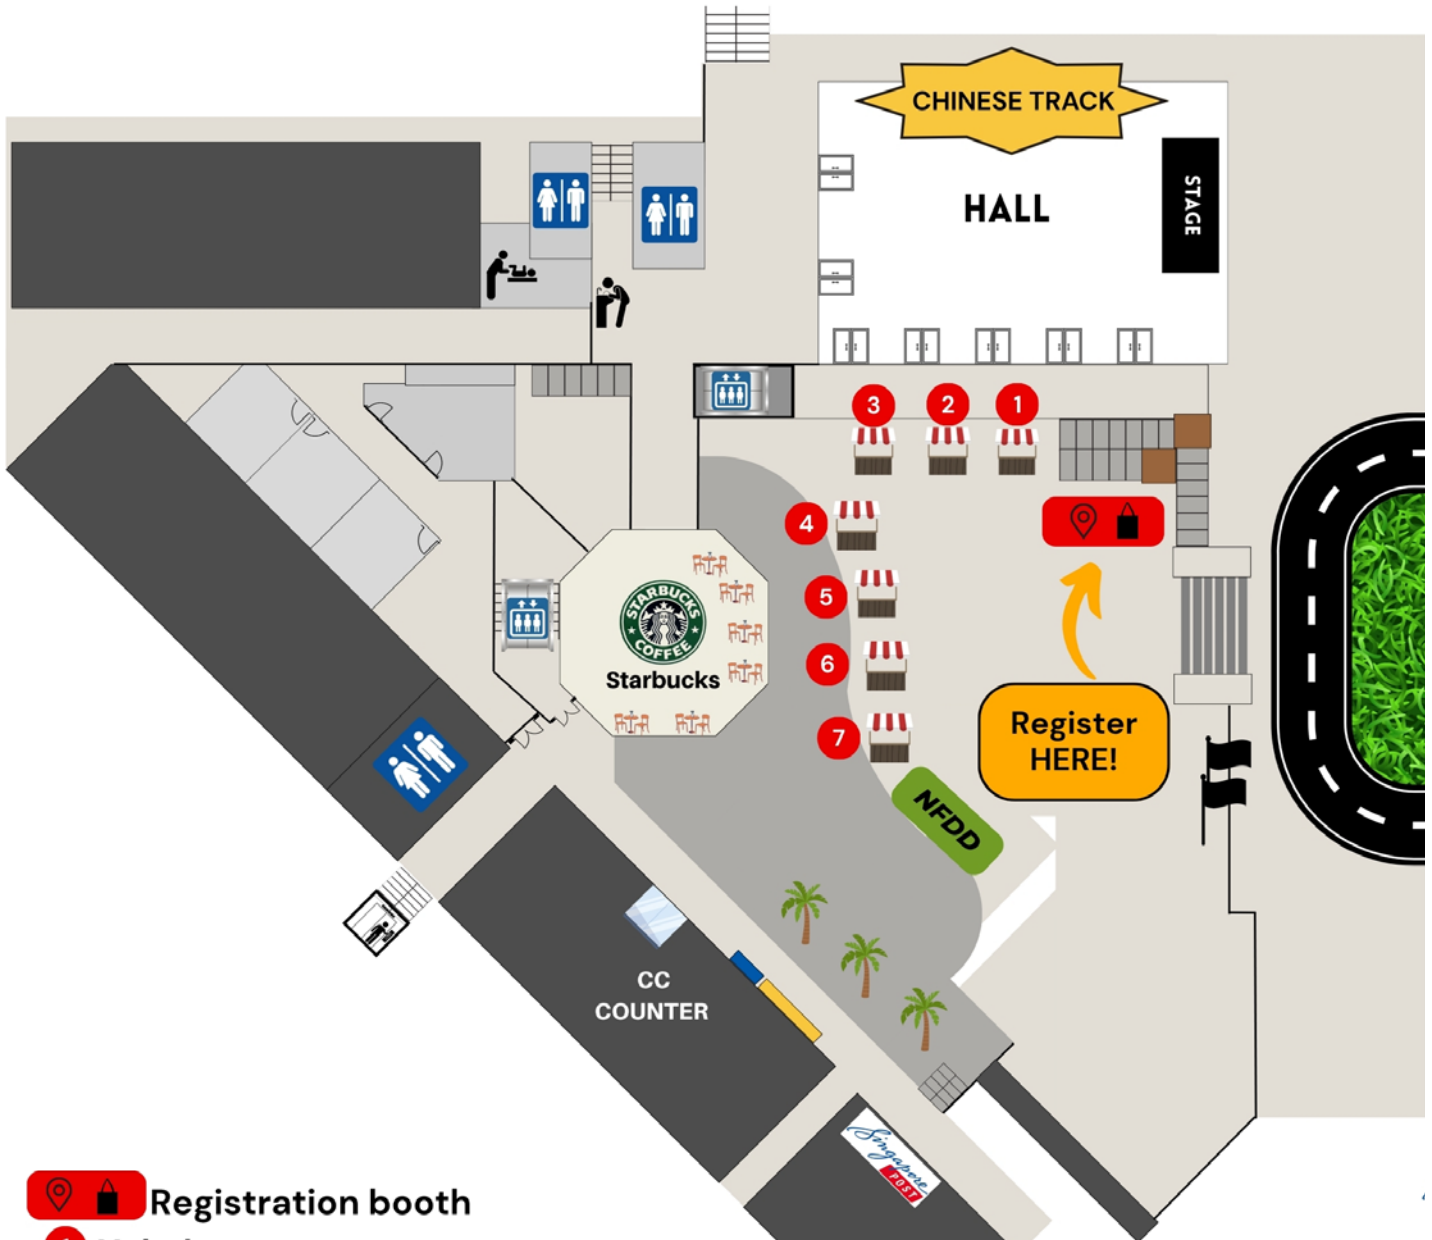 CHINESE TRACK
HALL
STAGE
3
2
1
4
5
6
7
STARBUCKS
COFFEE
Starbucks
Register
HERE!
NFDD
CC
COUNTER
Singapore
POST
Registration booth